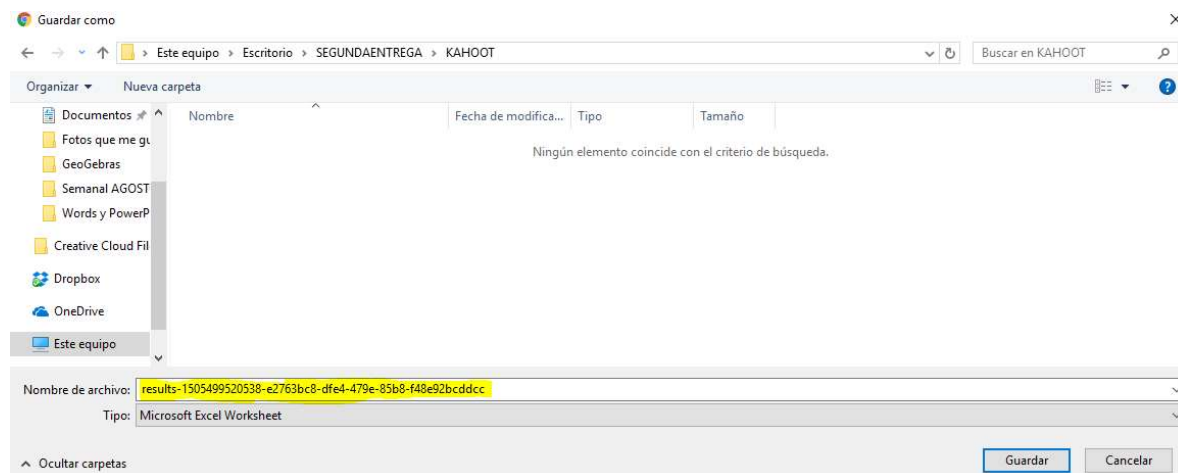 Guardar como
Este equipo > Escritorio > SEGUNDAENTREGA > KAHOOT
Buscar en KAHOOT
Organizar
Nueva carpeta
Documentos
Nombre
Fecha de modifica...
Tipo
Tamaño
Fotos que me gu
Ningún elemento coincide con el criterio de búsqueda.
GeoGebras
Semanal AGOST
Words y PowerP
Creative Cloud Fil
Dropbox
OneDrive
Este equipo
Nombre de archivo: results-1505499520538-e2763bc8-dfe4-479e-85b8-f48e92bcddcc
Tipo: Microsoft Excel Worksheet
Ocultar carpetas
Guardar
Cancelar